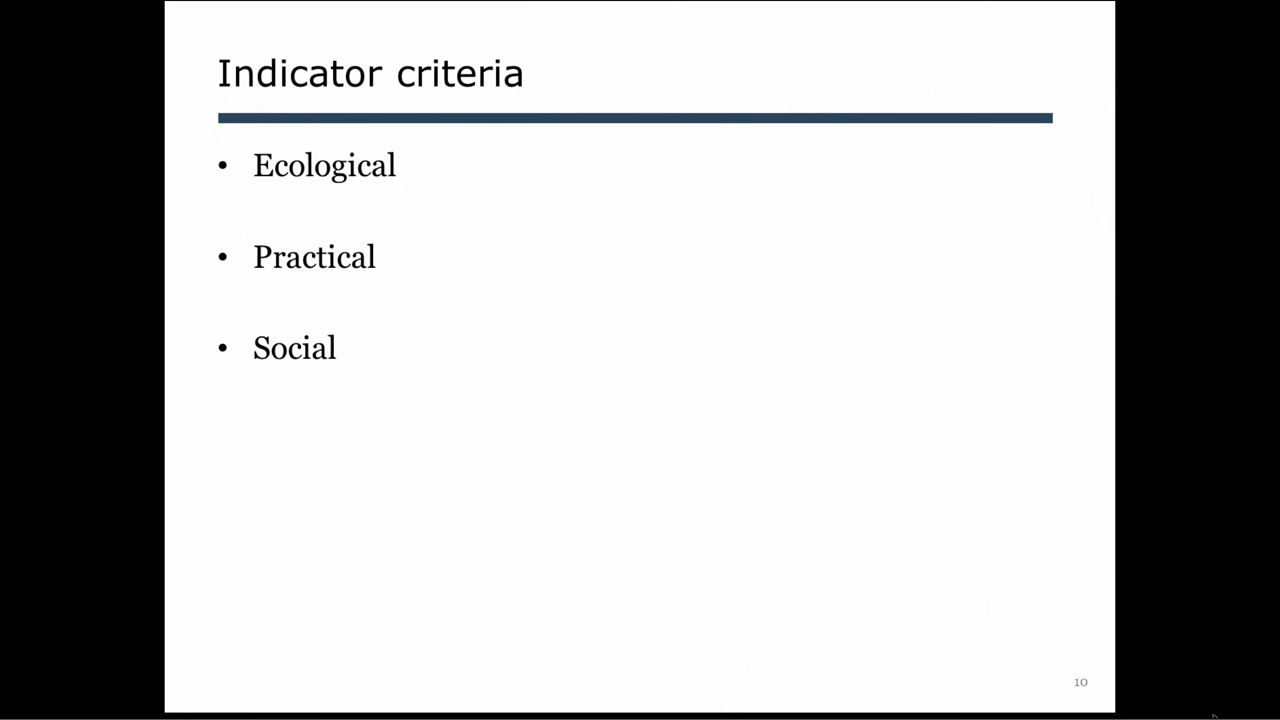 Indicator criteria
• Ecological
• Practical
• Social
10